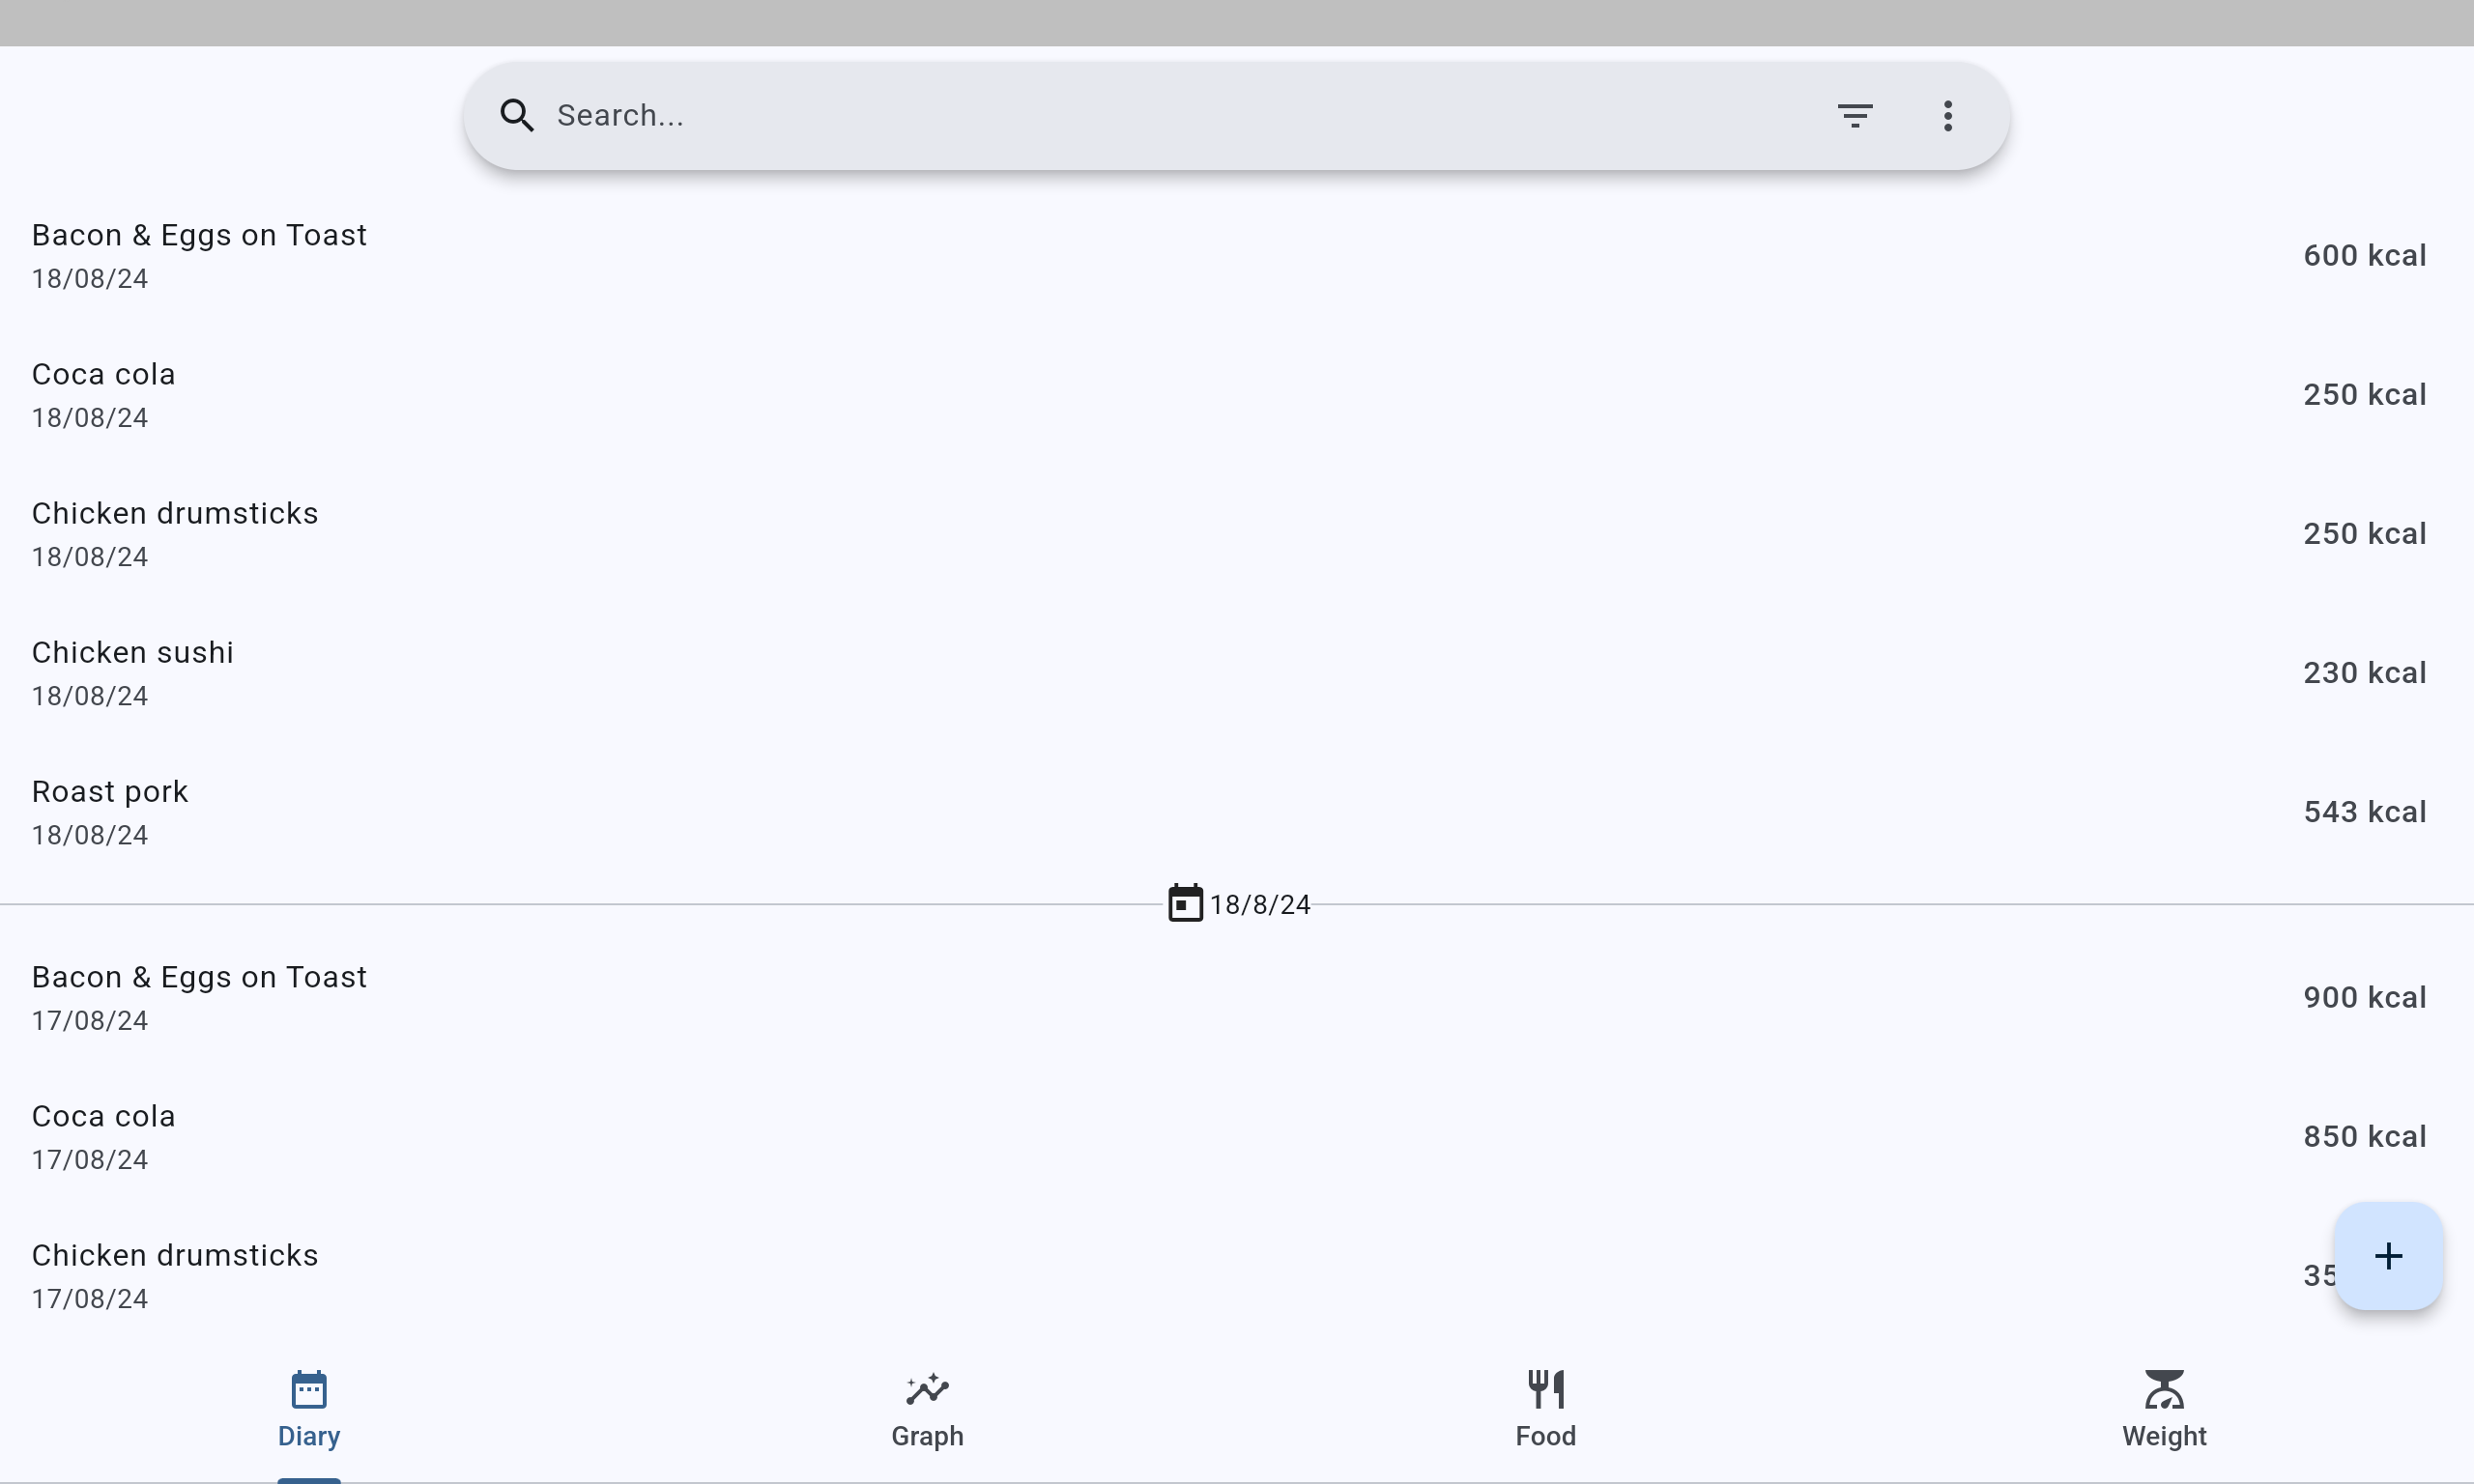 Search...
Bacon & Eggs on Toast
18/08/24
600 kcal
Coca cola
18/08/24
250 kcal
Chicken drumsticks
18/08/24
250 kcal
Chicken sushi
18/08/24
230 kcal
Roast pork
18/08/24
543 kcal
18/8/24
Bacon & Eggs on Toast
17/08/24
900 kcal
Coca cola
17/08/24
850 kcal
Chicken drumsticks
17/08/24
Diary
Graph
Food
Weight